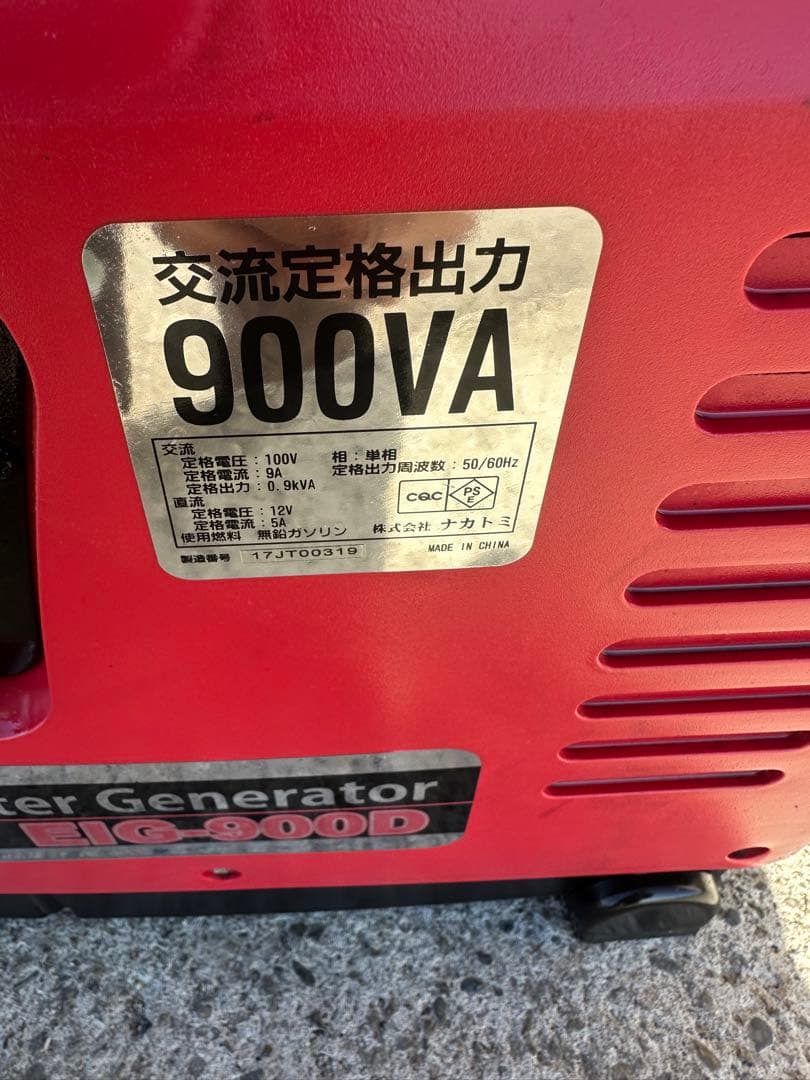 交流定格出力
900VA
交流
定格電圧：100V 相：単相
定格電流：9A 定格出力周波数：50/60Hz
定格出力：0.9kVA
CQC PS E
直流
定格電圧：12V
定格電流：5A
使用燃料 無鉛ガソリン 株式会社 ナカトミ
製造番号 17JT00319 MADE IN CHINA
ter Generator
EIG-900D